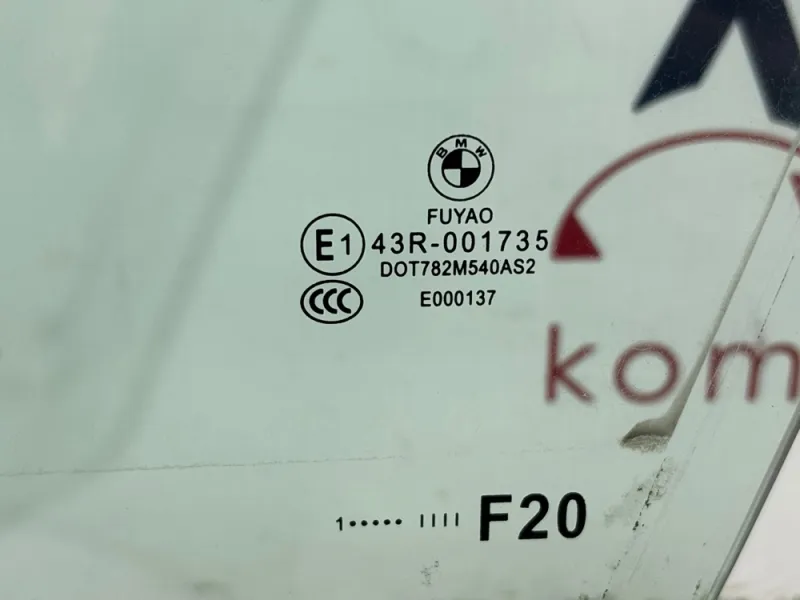 BMW
FUYAO
E1 43R-001735
DOT782M540AS2
CCC E000137
kom
1••••• IIII F20